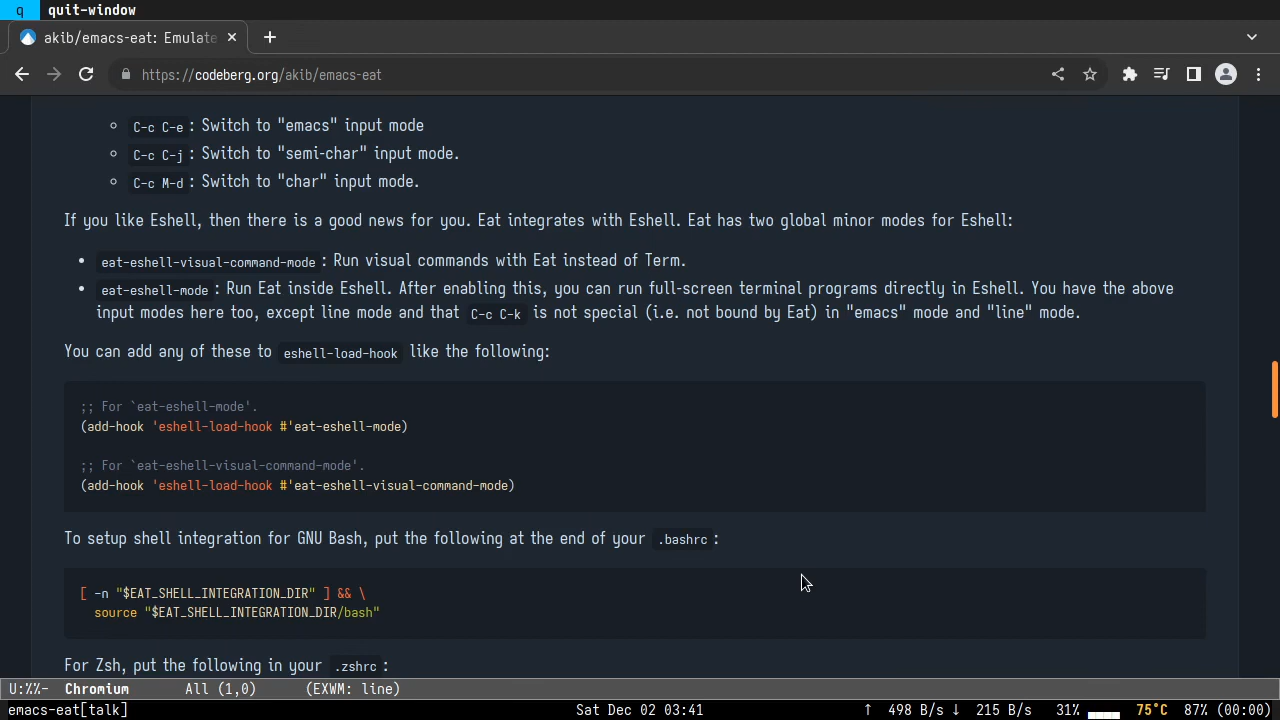 q quit-window
akib/emacs-eat: Emulate
https://codeberg.org/akib/emacs-eat
C-c C-e: Switch to "emacs" input mode
C-c C-j: Switch to "semi-char" input mode.
C-c M-d: Switch to "char" input mode.
If you like Eshell, then there is a good news for you. Eat integrates with Eshell. Eat has two global minor modes for Eshell:
eat-eshell-visual-command-mode: Run visual commands with Eat instead of Term.
eat-eshell-mode: Run Eat inside Eshell. After enabling this, you can run full-screen terminal programs directly in Eshell. You have the above
input modes here too, except line mode and that C-c C-k is not special (i.e. not bound by Eat) in "emacs" mode and "line" mode.
You can add any of these to eshell-load-hook like the following:
;; For `eat-eshell-mode'.
(add-hook 'eshell-load-hook #'eat-eshell-mode)
;; For `eat-eshell-visual-command-mode'.
(add-hook 'eshell-load-hook #'eat-eshell-visual-command-mode)
To setup shell integration for GNU Bash, put the following at the end of your .bashrc:
[ -n "$EAT_SHELL_INTEGRATION_DIR" ] && \
source "$EAT_SHELL_INTEGRATION_DIR/bash"
For Zsh, put the following in your .zshrc:
U:%%- Chromium All (1,0) (EXWM: line)
emacs-eat[talk] Sat Dec 02 03:41 ↑ 498 B/s ↓ 215 B/s 31% 75°C 87% (00:00)